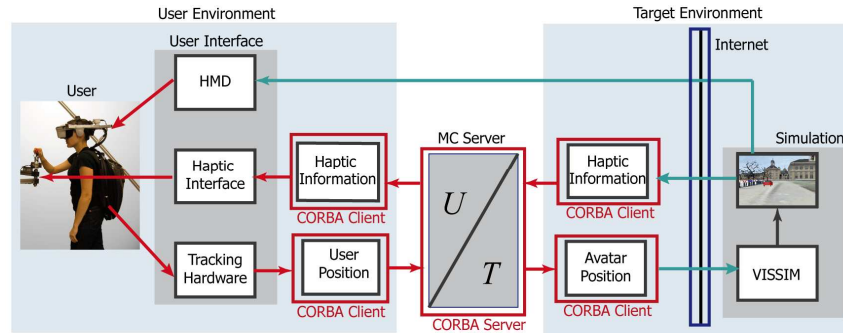 User Environment
Target Environment
User Interface
Internet
HMD
User
MC Server
Simulation
Haptic
Interface
Haptic
Information
Haptic
Information
CORBA Client
CORBA Client
U
T
Tracking
Hardware
User
Position
Avatar
Position
VISSIM
CORBA Client
CORBA Server
CORBA Client